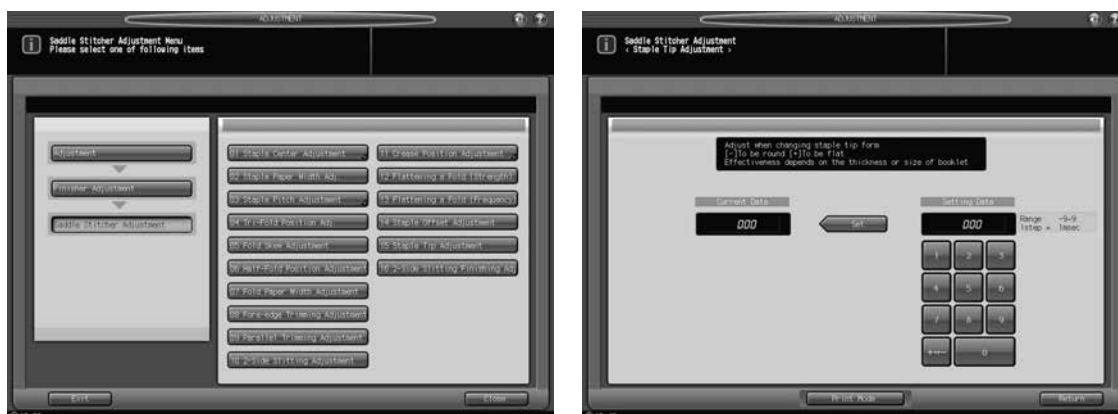 ADJUSTMENT
Saddle Stitcher Adjustment Menu
Please select one of following items
Adjustment
Finisher Adjustment
Saddle Stitcher Adjustment
01 Staple Center Adjustment
02 Staple Paper Width Adj.
03 Staple Pitch Adjustment
04 Tri-Fold Position Adj.
05 Fold Skew Adjustment
06 Half-Fold Position Adjustment
07 Fold Paper Width Adjustment
08 Fore-edge Trimming Adjustment
09 Parallel Trimming Adjustment
10 2-Side Slitting Adjustment
11 Crease Position Adjustment
12 Flattening a Fold (Strength)
13 Flattening a Fold (Frequency)
14 Staple Offset Adjustment
15 Staple Tip Adjustment
16 2-Side Slitting Finishing Adj
Exit
Close
ADJUSTMENT
Saddle Stitcher Adjustment
< Staple Tip Adjustment >
Adjust when changing staple tip form
[-]To be round [+]To be flat
Effectiveness depends on the thickness or size of booklet
Current Data
000
Set
Setting Data
000
Range -9-9
1step = 1msec
1 2 3
4 5 6
7 8 9
0
Print Mode
Return